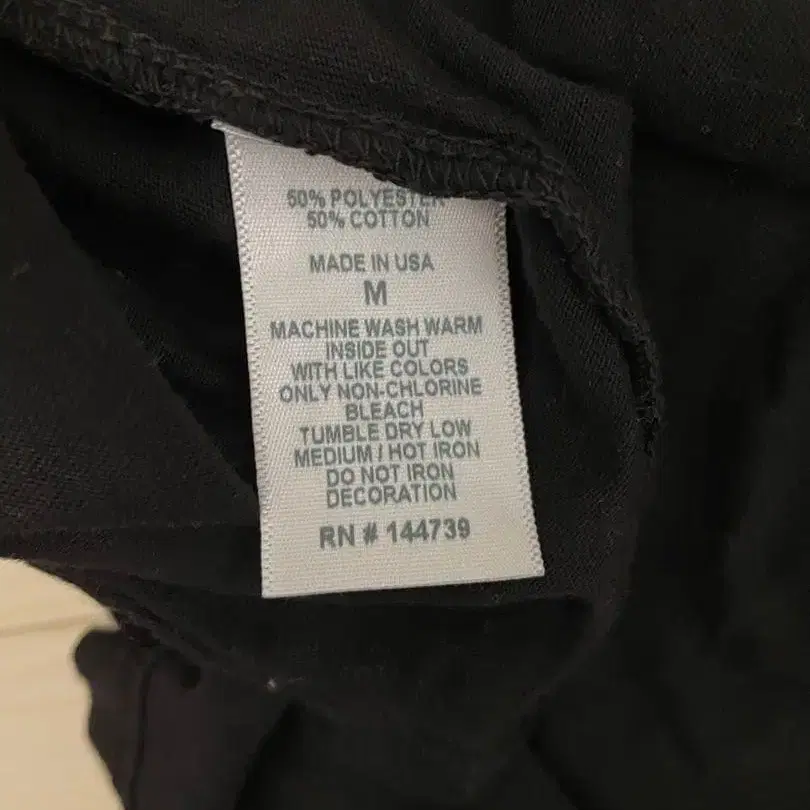 50% POLYESTER
50% COTTON
MADE IN USA
M
MACHINE WASH WARM
INSIDE OUT
WITH LIKE COLORS
ONLY NON-CHLORINE
BLEACH
TUMBLE DRY LOW
MEDIUM / HOT IRON
DO NOT IRON
DECORATION
RN # 144739